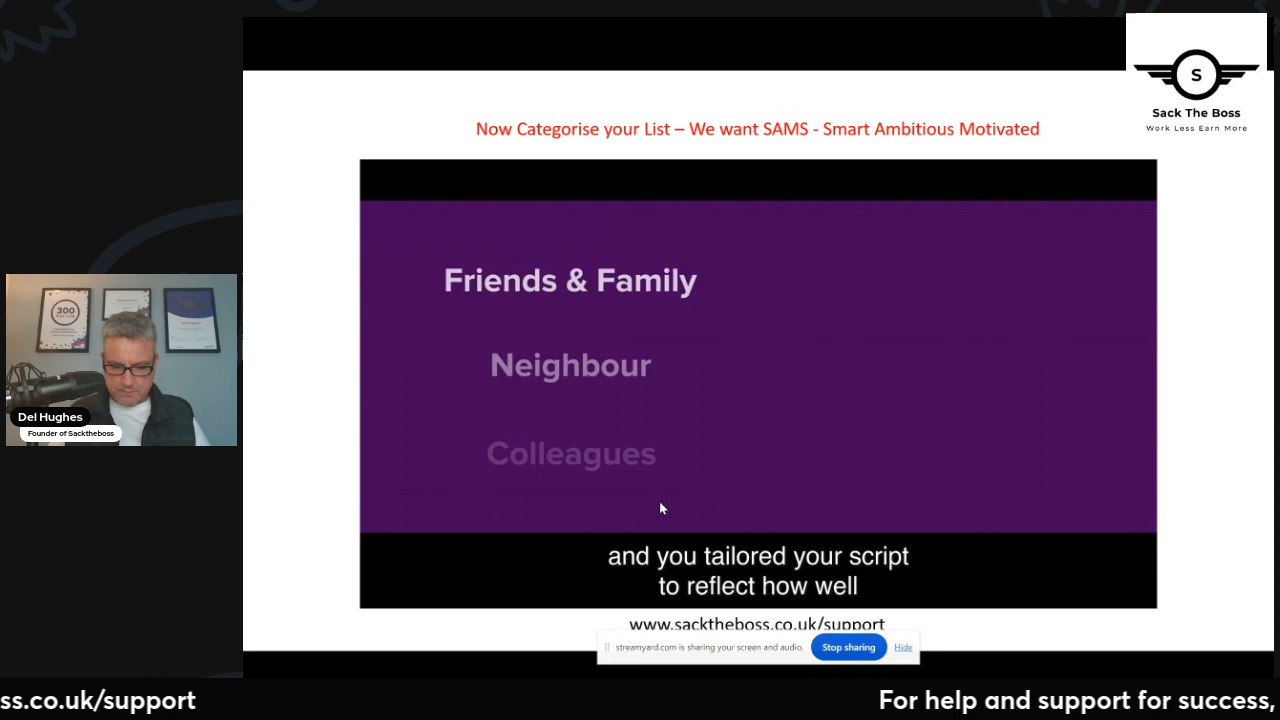 S
Sack The Boss
Work Less Earn More
Now Categorise your List – We want SAMS - Smart Ambitious Motivated
Friends & Family
Neighbour
Colleagues
and you tailored your script
to reflect how well
300
Del Hughes
Founder of Sacktheboss
www.sacktheboss.co.uk/support
streamyard.com is sharing your screen and audio.
Stop sharing
Hide
ss.co.uk/support
For help and support for success,